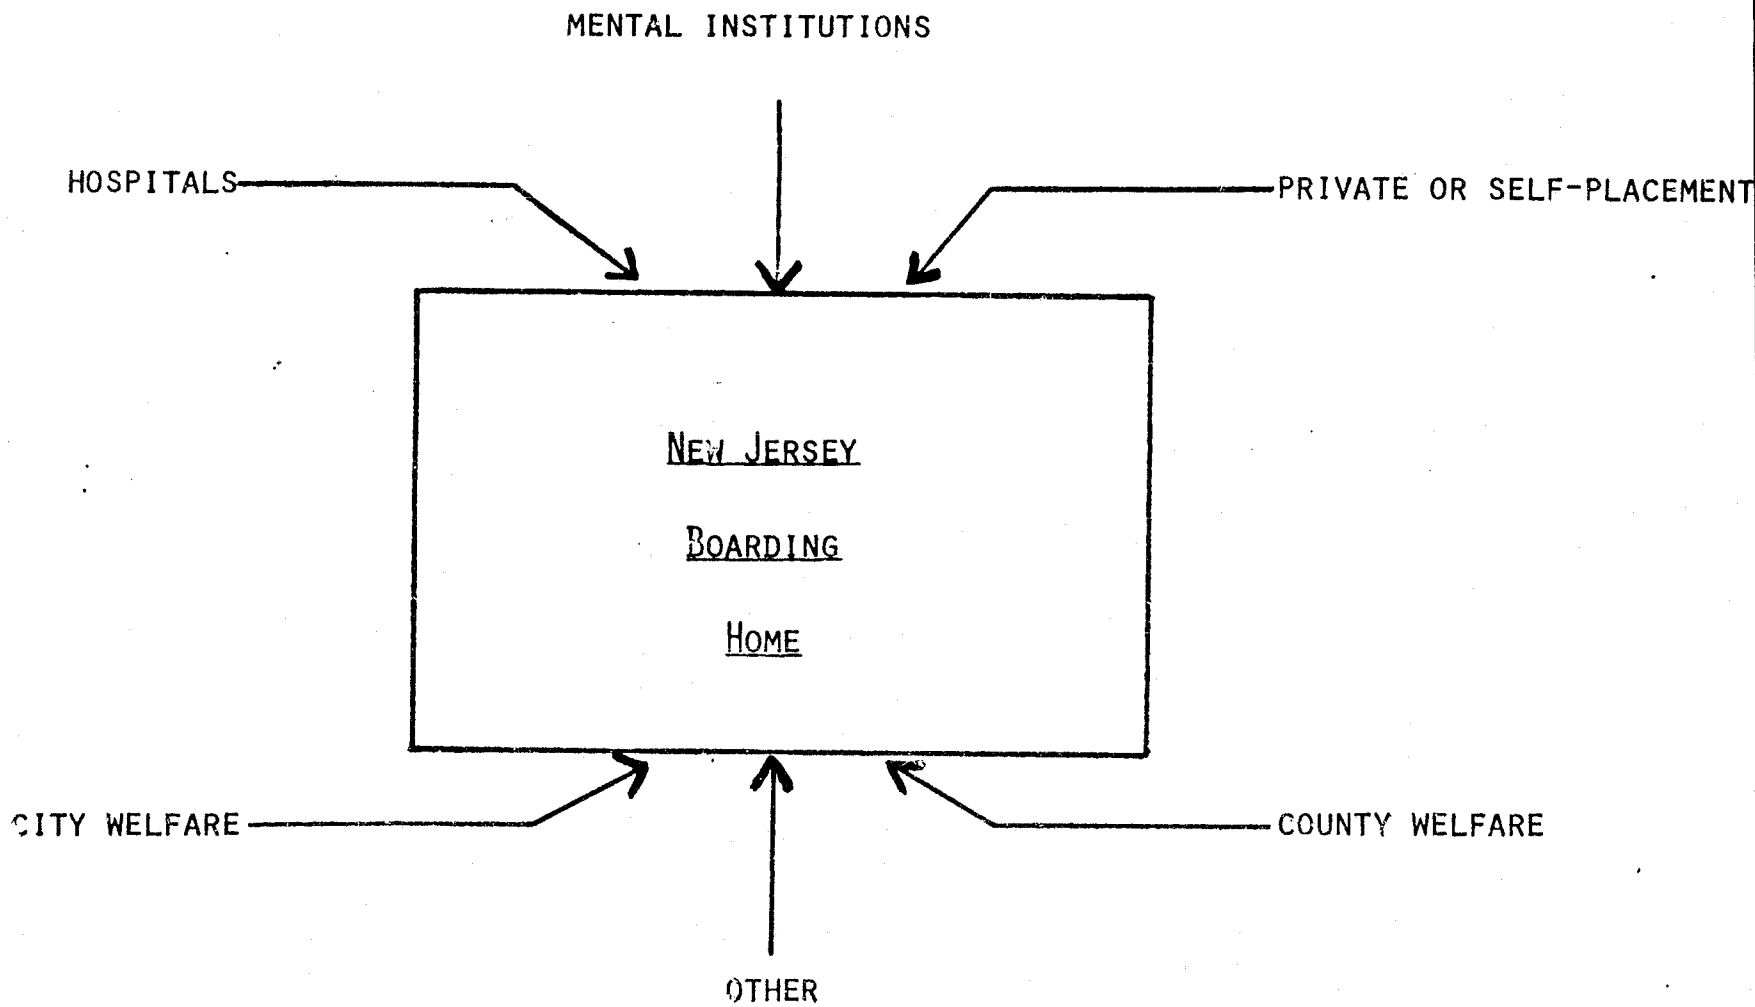 MENTAL INSTITUTIONS
HOSPITALS
PRIVATE OR SELF-PLACEMENT
NEW JERSEY
BOARDING
HOME
CITY WELFARE
COUNTY WELFARE
OTHER